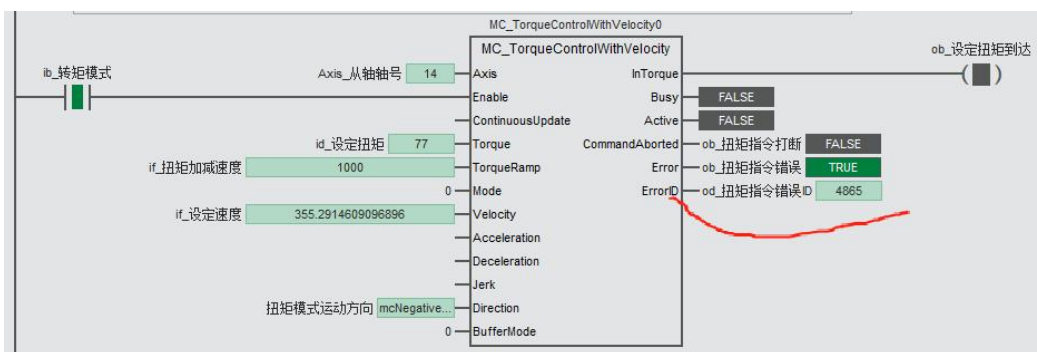 MC_TorqueControlWithVelocity0
MC_TorqueControlWithVelocity
ob_设定扭矩到达
ib_转矩模式
Axis_从轴轴号 14 Axis InTorque
Enable Busy FALSE
ContinuousUpdate Active FALSE
id_设定扭矩 77 Torque CommandAborted ob_扭矩指令打断 FALSE
if_扭矩加减速度 1000 TorqueRamp Error ob_扭矩指令错误 TRUE
0 Mode ErrorID od_扭矩指令错误ID 4865
if_设定速度 355.2914609096896 Velocity
Acceleration
Deceleration
Jerk
扭矩模式运动方向 mcNegative... Direction
0 BufferMode